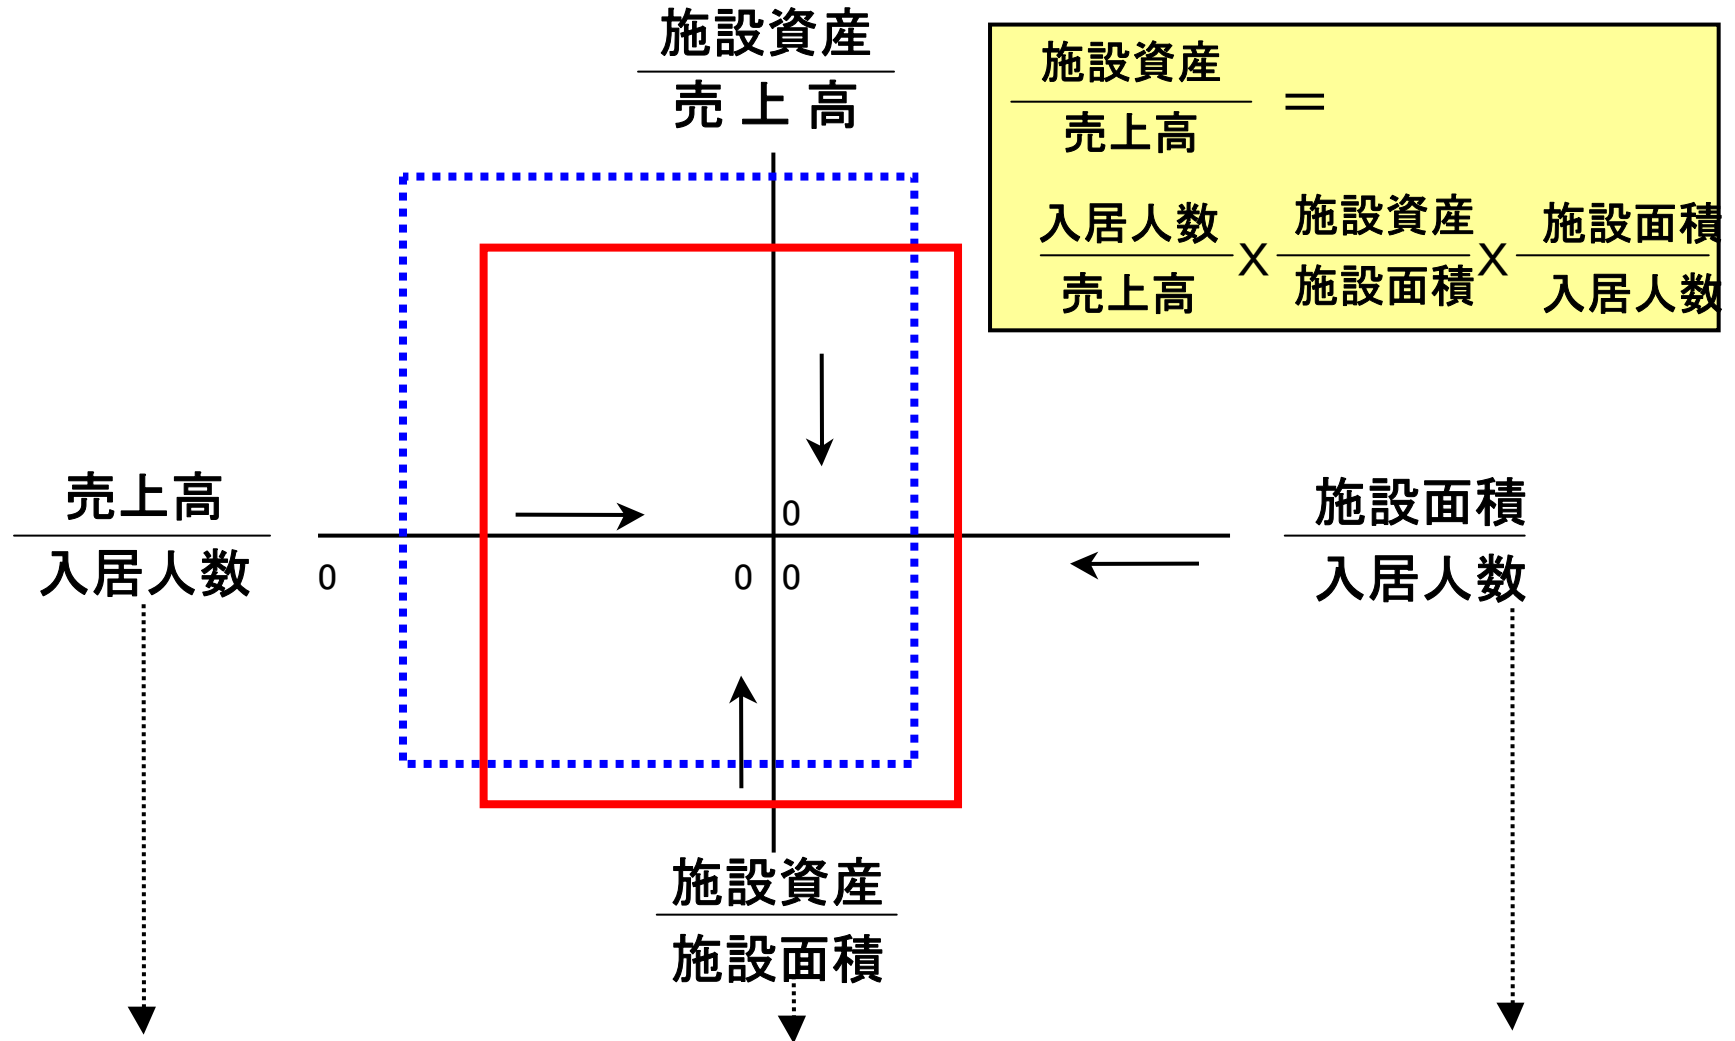 施設資産
売上高
施設資産
売上高
=
入居人数
売上高
X
施設資産
施設面積
X
施設面積
入居人数
売上高
入居人数
0
0
0
0
施設面積
入居人数
施設資産
施設面積